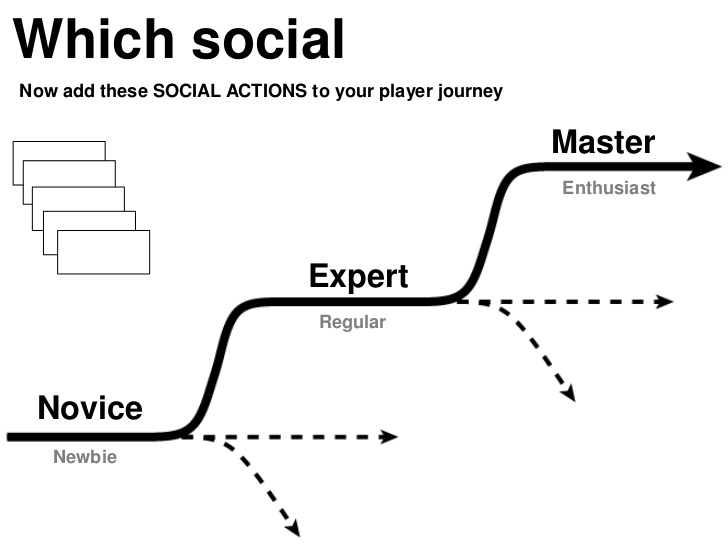 Which social
Now add these SOCIAL ACTIONS to your player journey
Master
Enthusiast
Expert
Regular
Novice
Newbie